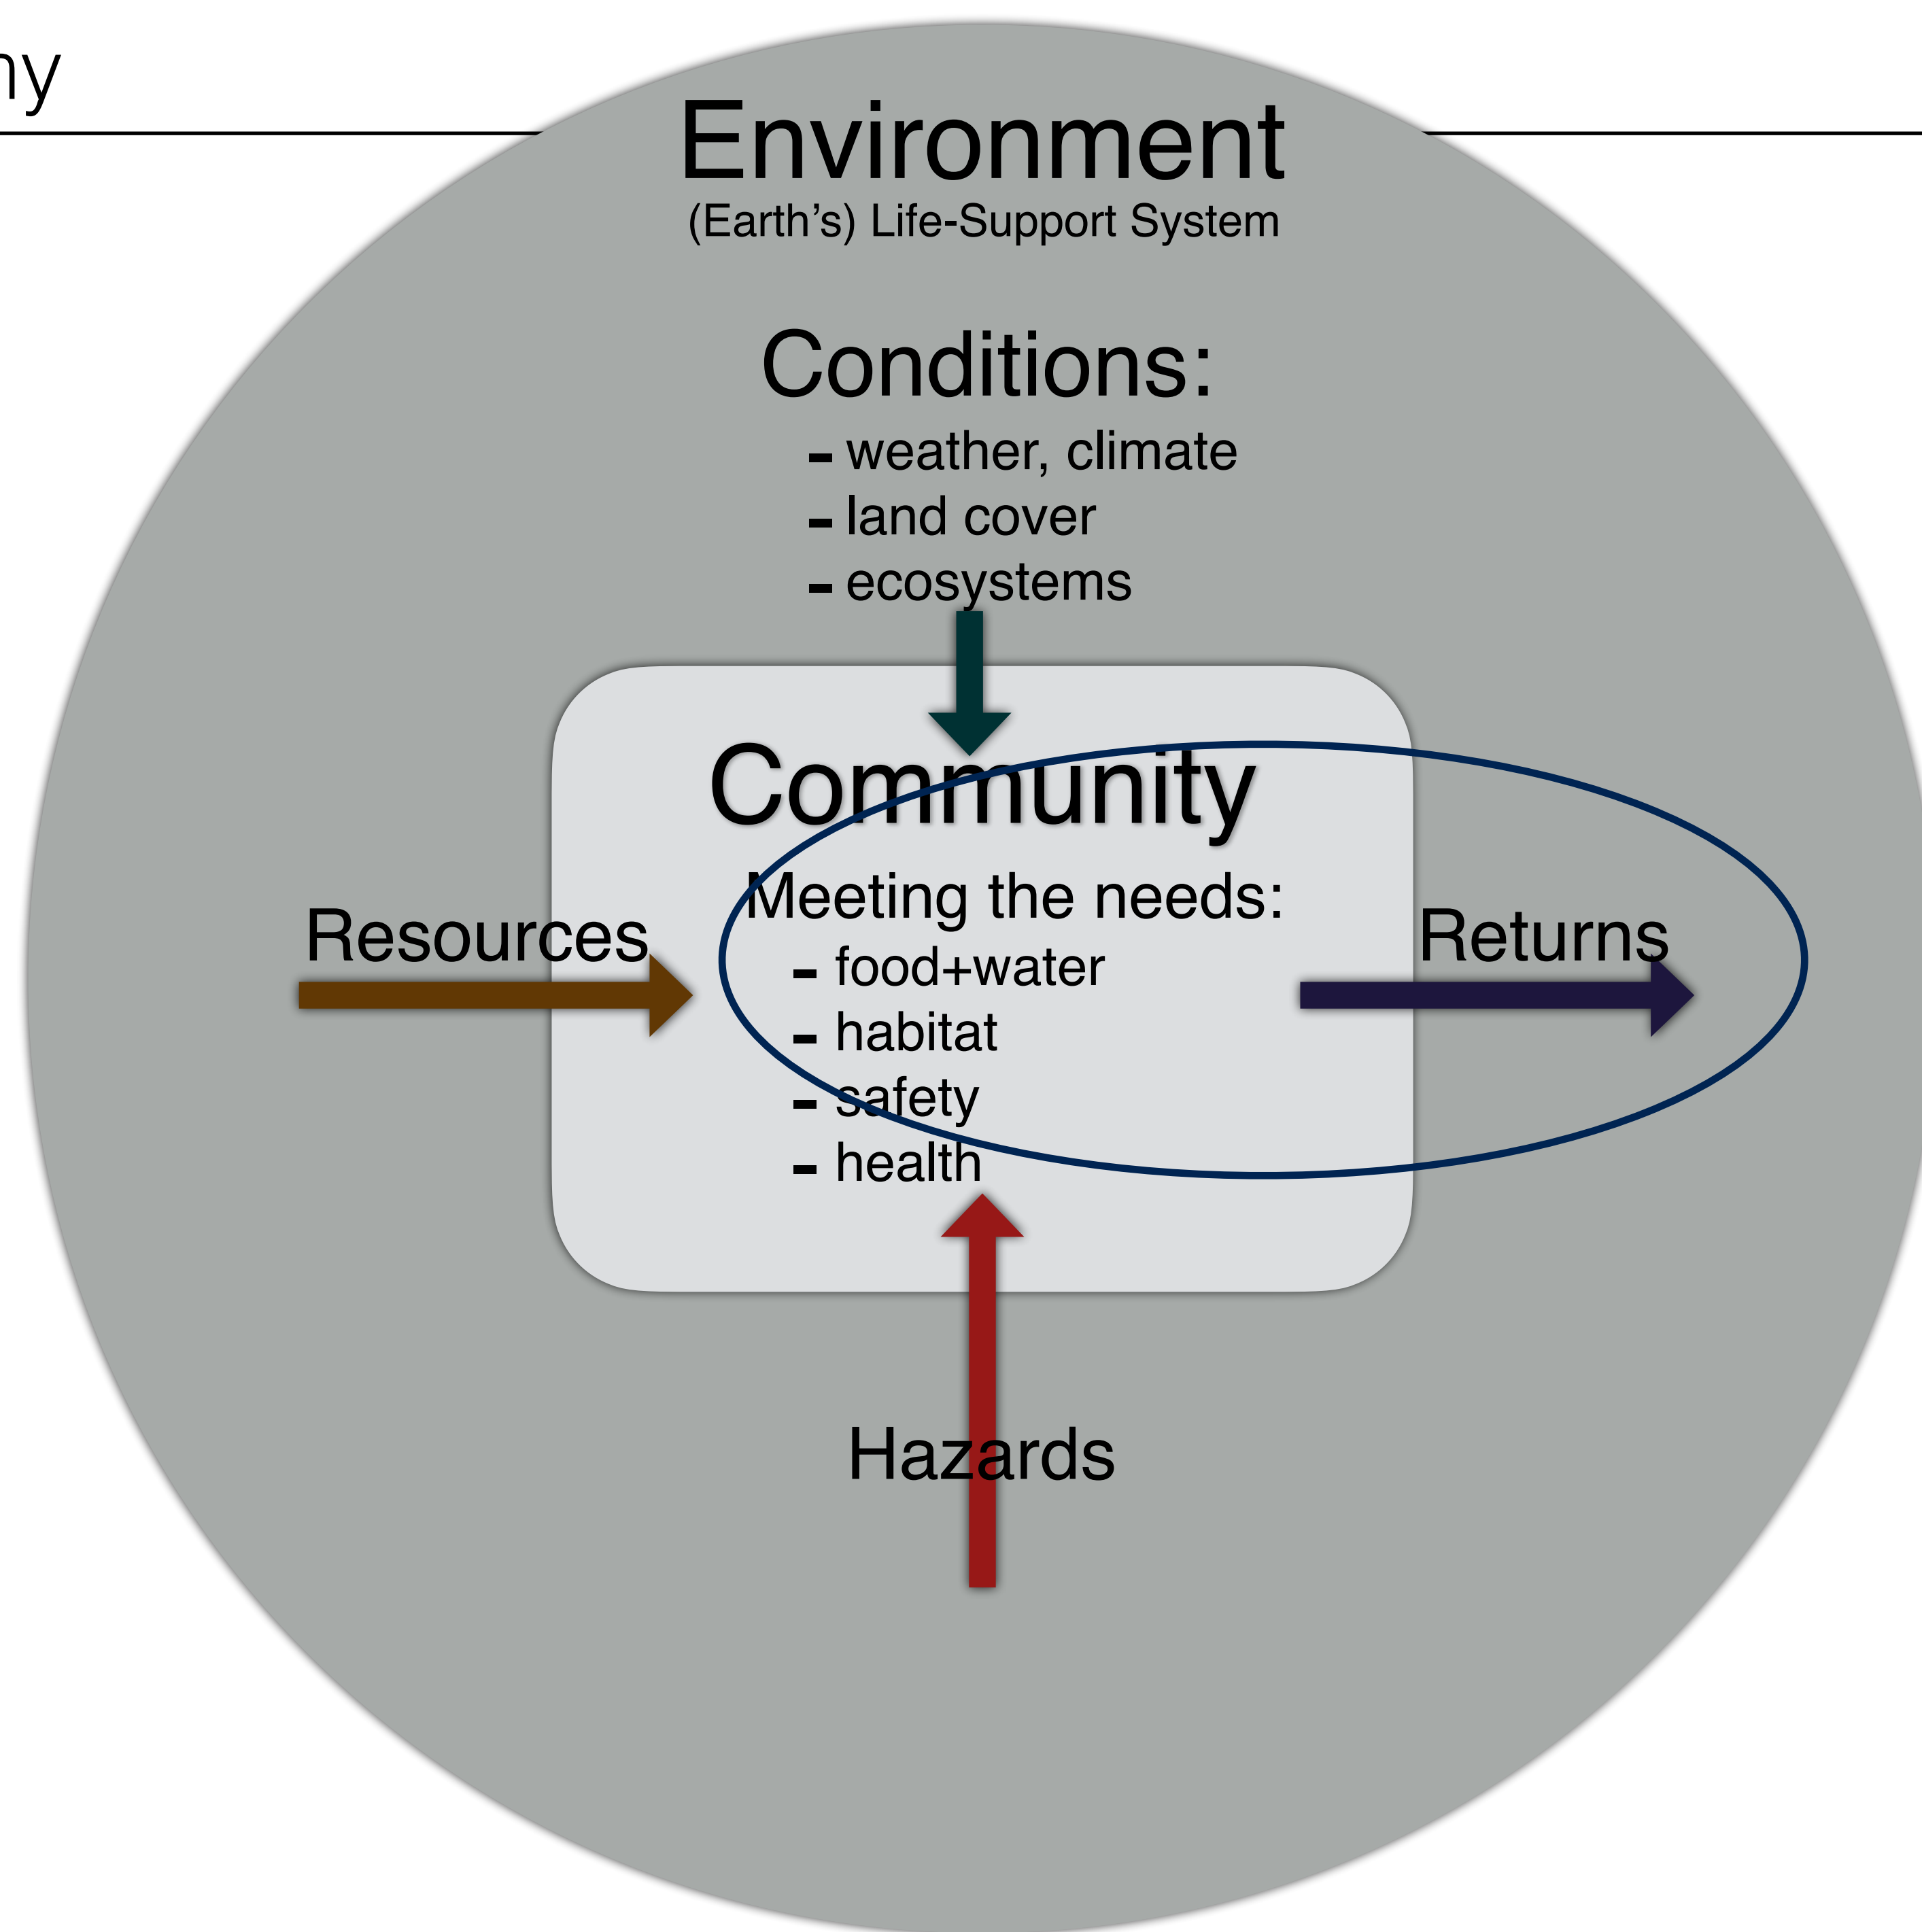 Environment
(Earth's) Life-Support System
Conditions:
- weather, climate
- land cover
- ecosystems
Community
Meeting the needs:
- food+water
- habitat
- safety
- health
Resources
Returns
Hazards